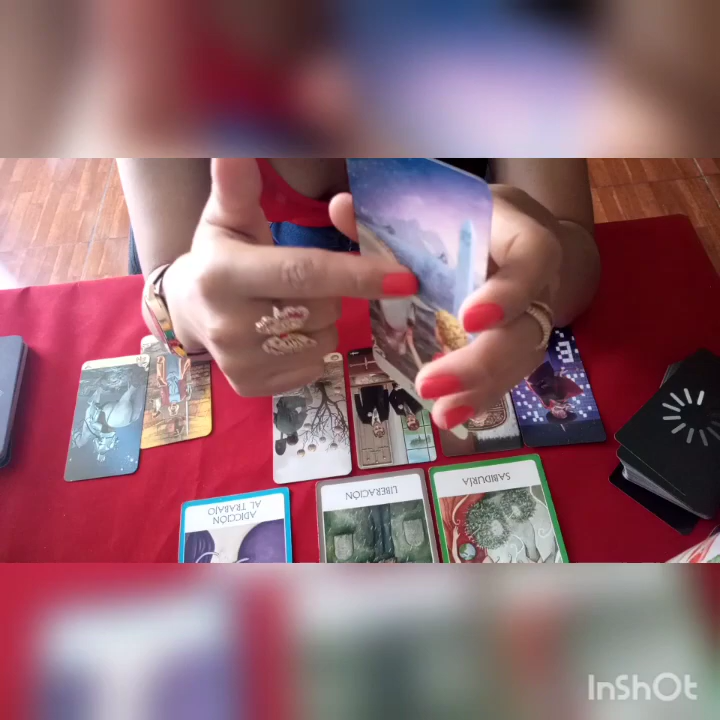 ADICCIÓN
AL TRABAJO
LIBERACIÓN
SABIDURÍA
InShOt